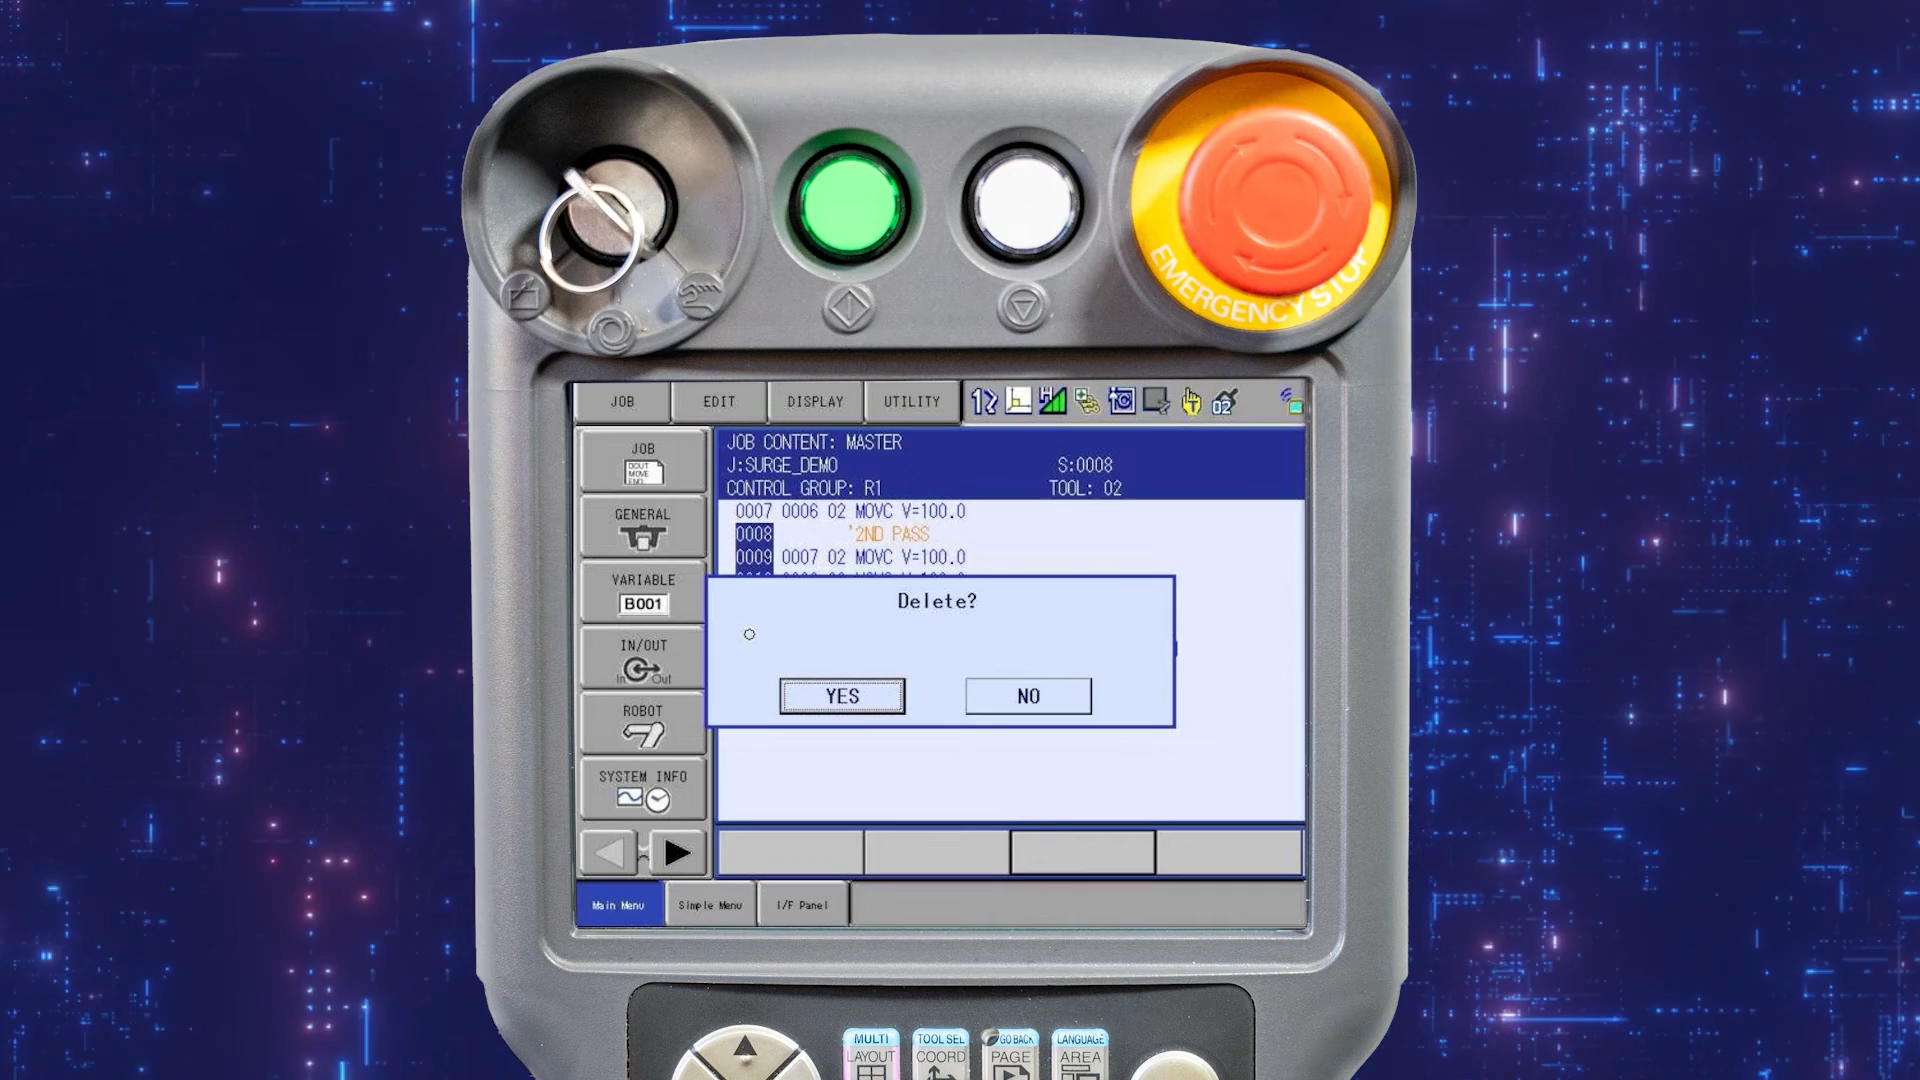 EMERGENCY STOP
JOB
EDIT
DISPLAY
UTILITY
02
JOB
DOUT
MOVE
END
GENERAL
VARIABLE
B001
IN/OUT
In Out
ROBOT
SYSTEM INFO
JOB CONTENT: MASTER
J:SURGE_DEMO S:0008
CONTROL GROUP: R1 TOOL: 02
0007 0006 02 MOVC V=100.0
0008 '2ND PASS
0009 0007 02 MOVC V=100.0
Delete?
YES
NO
Main Menu
Simple Menu
I/F Panel
MULTI
LAYOUT
TOOL SEL
COORD
GO BACK
PAGE
LANGUAGE
AREA